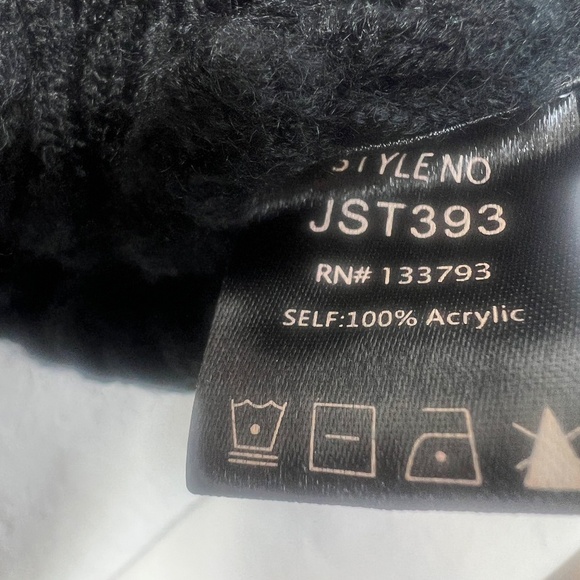 STYLE NO
JST393
RN# 133793
SELF:100% Acrylic